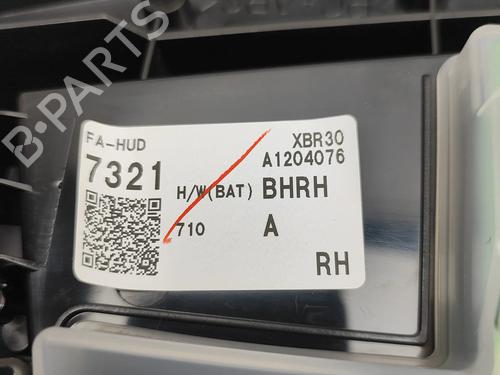 B-PARTS
FA-HUD
XBR30
7321
A1204076
H/W(BAT) BHRH
710
A
RH